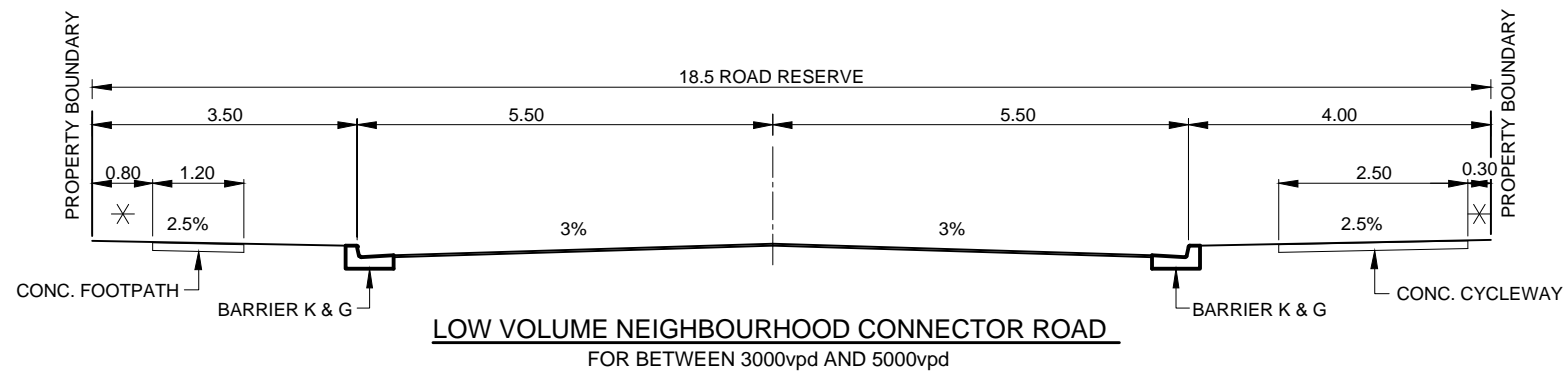 PROPERTY BOUNDARY
18.5 ROAD RESERVE
PROPERTY BOUNDARY
3.50
5.50
5.50
4.00
0.80
1.20
2.50
0.30
2.5%
3%
3%
2.5%
CONC. FOOTPATH
BARRIER K & G
BARRIER K & G
CONC. CYCLEWAY
LOW VOLUME NEIGHBOURHOOD CONNECTOR ROAD
FOR BETWEEN 3000vpd AND 5000vpd